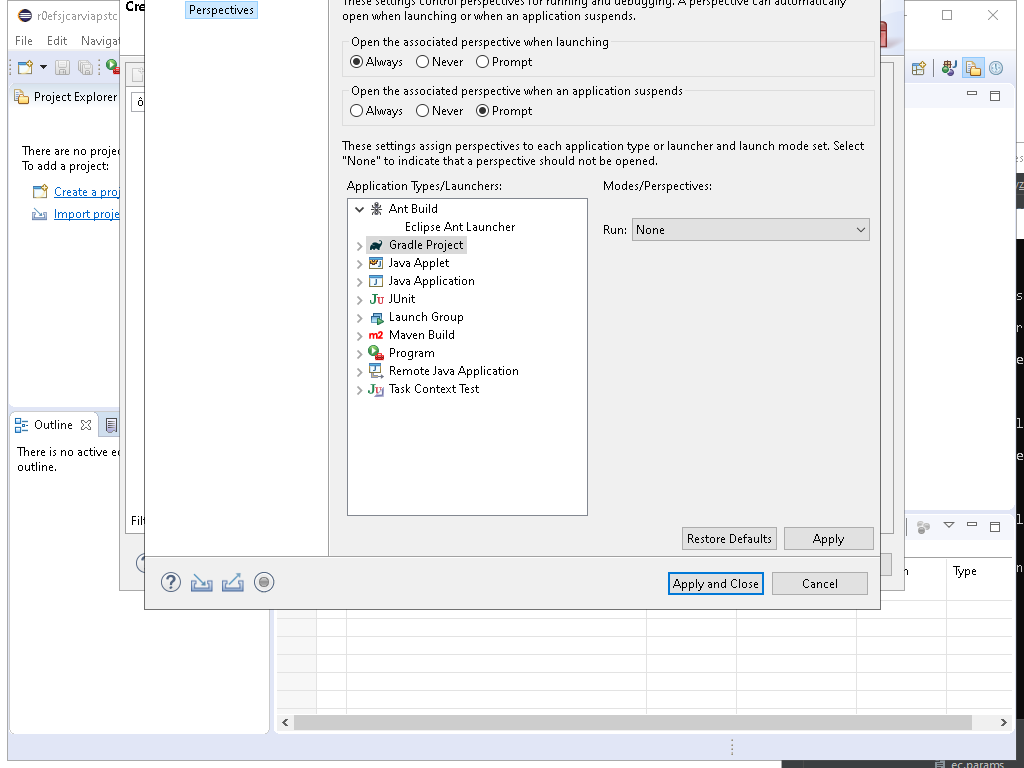 r0efsjcarviapstc
Cre
Perspectives
These settings control perspectives for running and debugging. A perspective can automatically
open when launching or when an application suspends.
File Edit Naviga
Open the associated perspective when launching
Always Never Prompt
Project Explorer
Open the associated perspective when an application suspends
Always Never Prompt
There are no proje
To add a project:
Create a proj
Import proje
These settings assign perspectives to each application type or launcher and launch mode set. Select
"None" to indicate that a perspective should not be opened.
Application Types/Launchers:
Modes/Perspectives:
Ant Build
Eclipse Ant Launcher
Gradle Project
Java Applet
Java Application
JUnit
Launch Group
Maven Build
Program
Remote Java Application
Task Context Test
Run: None
Outline
There is no active ed
outline.
Filt
Restore Defaults Apply
Apply and Close Cancel
n Type
ec.params